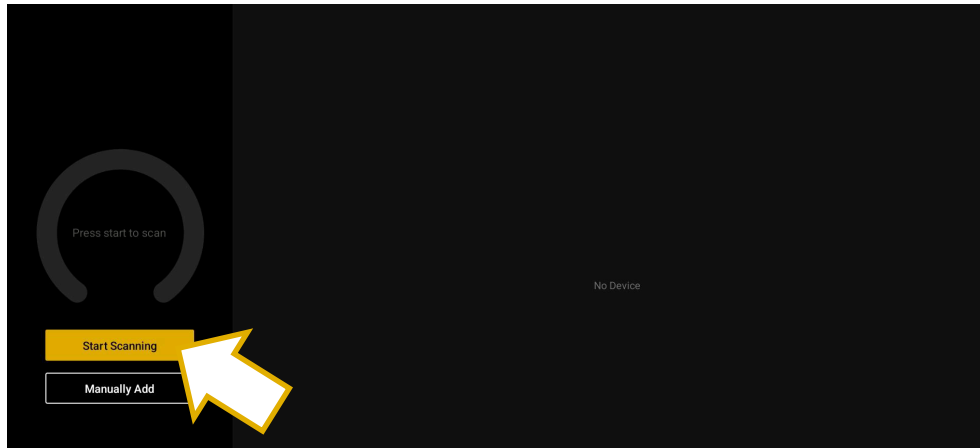 Press start to scan
No Device
Start Scanning
Manually Add